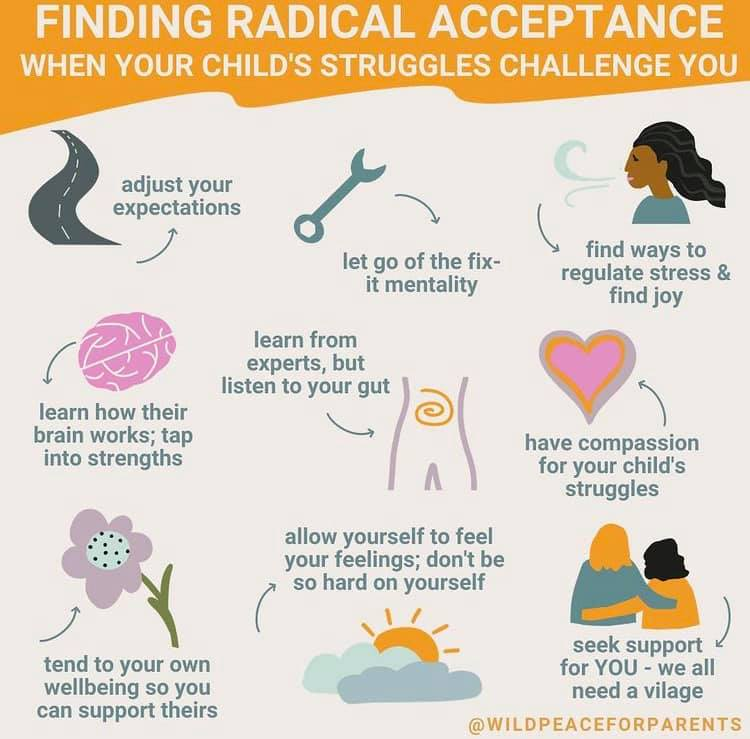 FINDING RADICAL ACCEPTANCE
WHEN YOUR CHILD'S STRUGGLES CHALLENGE YOU
adjust your
expectations
let go of the fix-
it mentality
find ways to
regulate stress &
find joy
learn how their
brain works; tap
into strengths
learn from
experts, but
listen to your gut
have compassion
for your child's
struggles
tend to your own
wellbeing so you
can support theirs
allow yourself to feel
your feelings; don't be
so hard on yourself
seek support
for YOU - we all
need a vilage
@WILDPEACEFORPARENTS